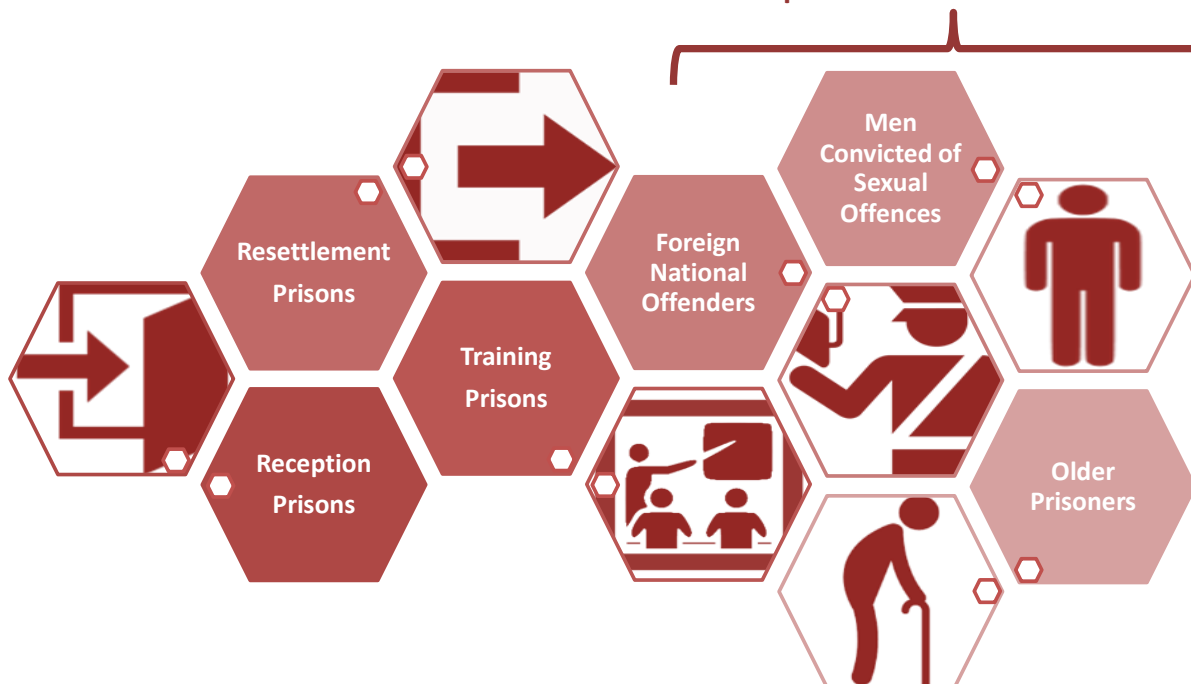 Men
Convicted of
Sexual
Offences
Resettlement
Prisons
Foreign
National
Offenders
Training
Prisons
Reception
Prisons
Older
Prisoners